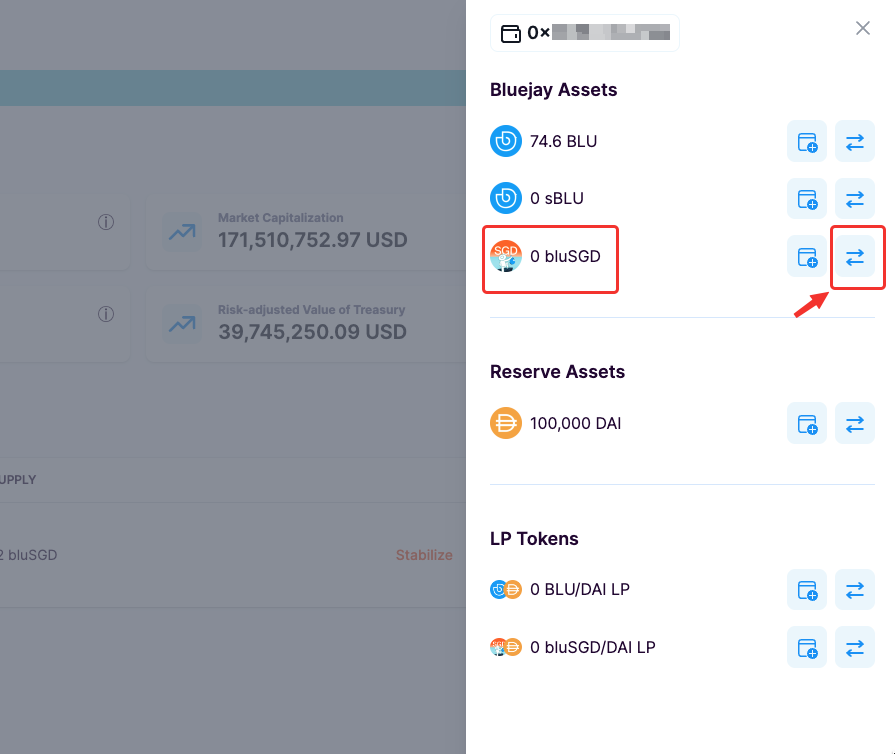 0×
Bluejay Assets
74.6 BLU
0 sBLU
SGD
0 bluSGD
Reserve Assets
100,000 DAI
LP Tokens
0 BLU/DAI LP
0 bluSGD/DAI LP
Market Capitalization
171,510,752.97 USD
Risk-adjusted Value of Treasury
39,745,250.09 USD
UPPLY
2 bluSGD
Stabilize